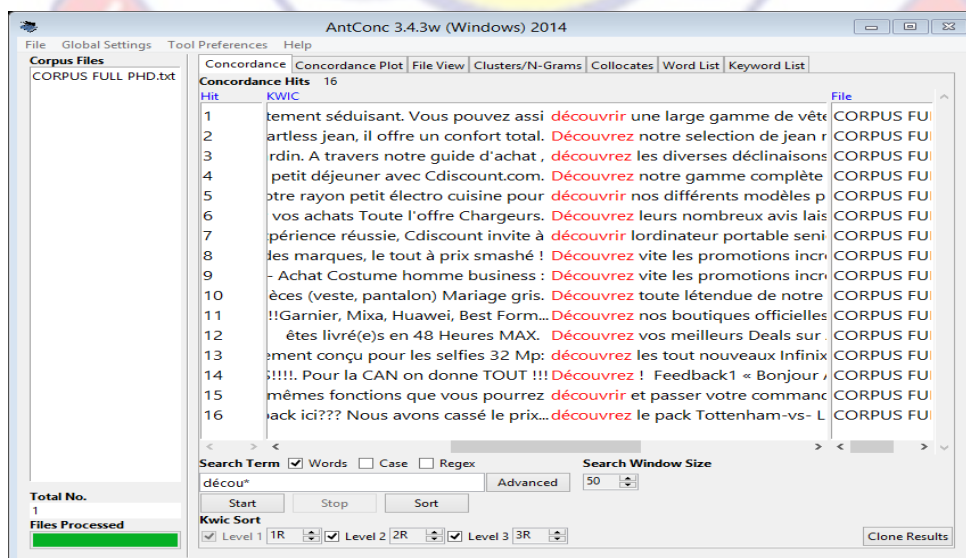 AntConc 3.4.3w (Windows) 2014
File Global Settings Tool Preferences Help
Corpus Files
CORPUS FULL PHD.txt
Concordance Concordance Plot File View Clusters/N-Grams Collocates Word List Keyword List
Concordance Hits 16
Hit KWIC File
1 tement séduisant. Vous pouvez assi découvrir une large gamme de vête CORPUS FU
2 artless jean, il offre un confort total. Découvrez notre selection de jean r CORPUS FU
3 rdin. A travers notre guide d'achat , découvrez les diverses déclinaisons CORPUS FU
4 petit déjeuner avec Cdiscount.com. Découvrez notre gamme complète CORPUS FU
5 otre rayon petit électro cuisine pour découvrir nos différents modèles p CORPUS FU
6 vos achats Toute l'offre Chargeurs. Découvrez leurs nombreux avis lais CORPUS FU
7 périence réussie, Cdiscount invite à découvrir lordinateur portable seni CORPUS FU
8 des marques, le tout à prix smashé ! Découvrez vite les promotions incr CORPUS FU
9 - Achat Costume homme business : Découvrez vite les promotions incr CORPUS FU
10 èces (veste, pantalon) Mariage gris. Découvrez toute létendue de notre CORPUS FU
11 !!Garnier, Mixa, Huawei, Best Form... Découvrez nos boutiques officielles CORPUS FU
12 êtes livré(e)s en 48 Heures MAX. Découvrez vos meilleurs Deals sur CORPUS FU
13 ement conçu pour les selfies 32 Mp: découvrez les tout nouveaux Infinix CORPUS FU
14 S!!!!. Pour la CAN on donne TOUT !!! Découvrez ! Feedback1 « Bonjour CORPUS FU
15 mêmes fonctions que vous pourrez découvrir et passer votre command CORPUS FU
16 ack ici??? Nous avons cassé le prix... découvrez le pack Tottenham-vs- L CORPUS FU
Search Term Words Case Regex Search Window Size
décou* Advanced 50
Total No.
1
Start Stop Sort
Files Processed
Kwic Sort
Level 1 1R Level 2 2R Level 3 3R Clone Results